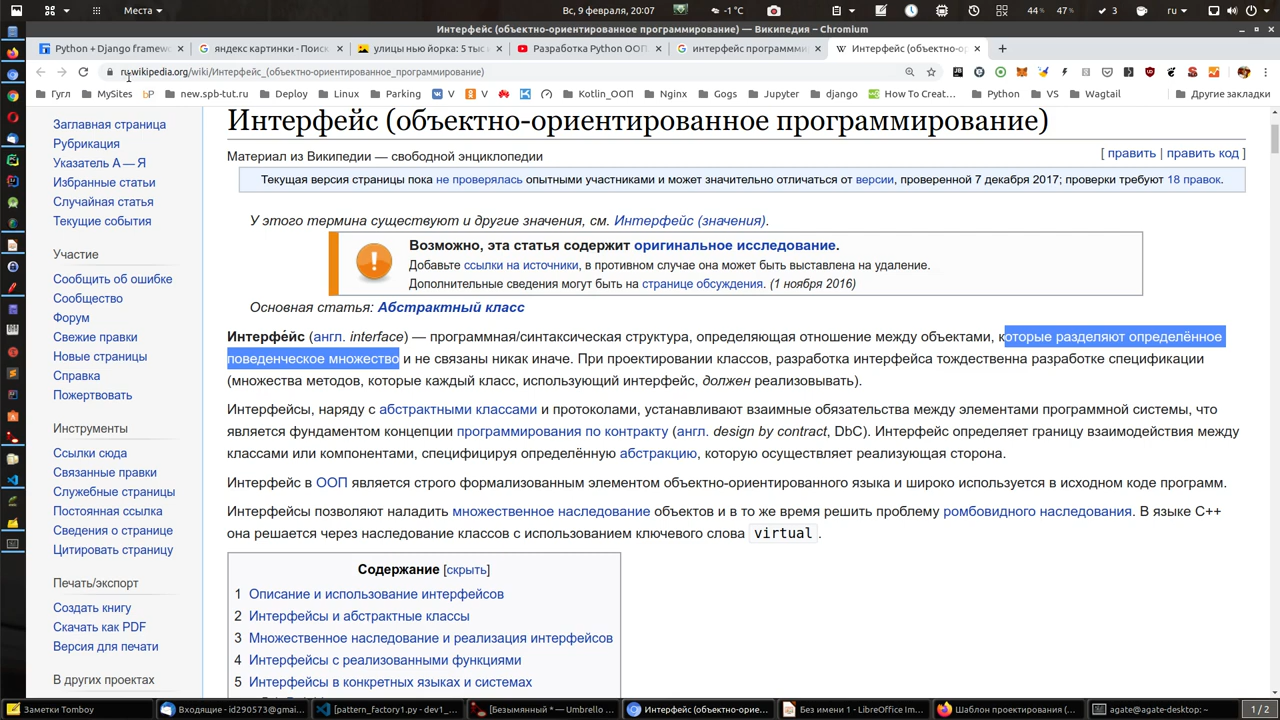 Места
Вс, 9 февраля, 20:07
-1 °C
44 %
47 %
3
ru
Интерфейс (объектно-ориентированное программирование) — Википедия – Chromium
Python + Django framew
яндекс картинки - Поиск
улицы нью йорка: 5 тыс
Разработка Python ООП
интерфейс программм
Интерфейс (объектно-о
ru.wikipedia.org/wiki/Интерфейс_(объектно-ориентированное_программирование)
Гугл
MySites
bP
new.spb-tut.ru
Deploy
Linux
Parking
V
V
Kotlin_ООП
Nginx
Gogs
Jupyter
django
How To Creat...
Python
VS
Wagtail
Другие закладки
Заглавная страница
Рубрикация
Указатель А — Я
Избранные статьи
Случайная статья
Текущие события
Участие
Сообщить об ошибке
Сообщество
Форум
Свежие правки
Новые страницы
Справка
Пожертвовать
Инструменты
Ссылки сюда
Связанные правки
Служебные страницы
Постоянная ссылка
Сведения о странице
Цитировать страницу
Печать/экспорт
Создать книгу
Скачать как PDF
Версия для печати
В других проектах
Интерфейс (объектно-ориентированное программирование)
Материал из Википедии — свободной энциклопедии
[ править | править код ]
Текущая версия страницы пока не проверялась опытными участниками и может значительно отличаться от версии, проверенной 7 декабря 2017; проверки требуют 18 правок.
У этого термина существуют и другие значения, см. Интерфейс (значения).
Возможно, эта статья содержит оригинальное исследование.
Добавьте ссылки на источники, в противном случае она может быть выставлена на удаление.
Дополнительные сведения могут быть на странице обсуждения. (1 ноября 2016)
Основная статья: Абстрактный класс
Интерфе́йс (англ. interface) — программная/синтаксическая структура, определяющая отношение между объектами, которые разделяют определённое
поведенческое множество и не связаны никак иначе. При проектировании классов, разработка интерфейса тождественна разработке спецификации
(множества методов, которые каждый класс, использующий интерфейс, должен реализовывать).
Интерфейсы, наряду с абстрактными классами и протоколами, устанавливают взаимные обязательства между элементами программной системы, что
является фундаментом концепции программирования по контракту (англ. design by contract, DbC). Интерфейс определяет границу взаимодействия между
классами или компонентами, специфицируя определённую абстракцию, которую осуществляет реализующая сторона.
Интерфейс в ООП является строго формализованным элементом объектно-ориентированного языка и широко используется в исходном коде программ.
Интерфейсы позволяют наладить множественное наследование объектов и в то же время решить проблему ромбовидного наследования. В языке C++
она решается через наследование классов с использованием ключевого слова virtual .
Содержание [скрыть]
1 Описание и использование интерфейсов
2 Интерфейсы и абстрактные классы
3 Множественное наследование и реализация интерфейсов
4 Интерфейсы с реализованными функциями
5 Интерфейсы в конкретных языках и системах
Заметки Tomboy
Входящие - id290573@gmai...
[pattern_factory1.py - dev1_...
[Безымянный * — Umbrello ...
Интерфейс (объектно-орие...
Без имени 1 - LibreOffice Im...
Шаблон проектирования (...
agate@agate-desktop: ~
1 / 2